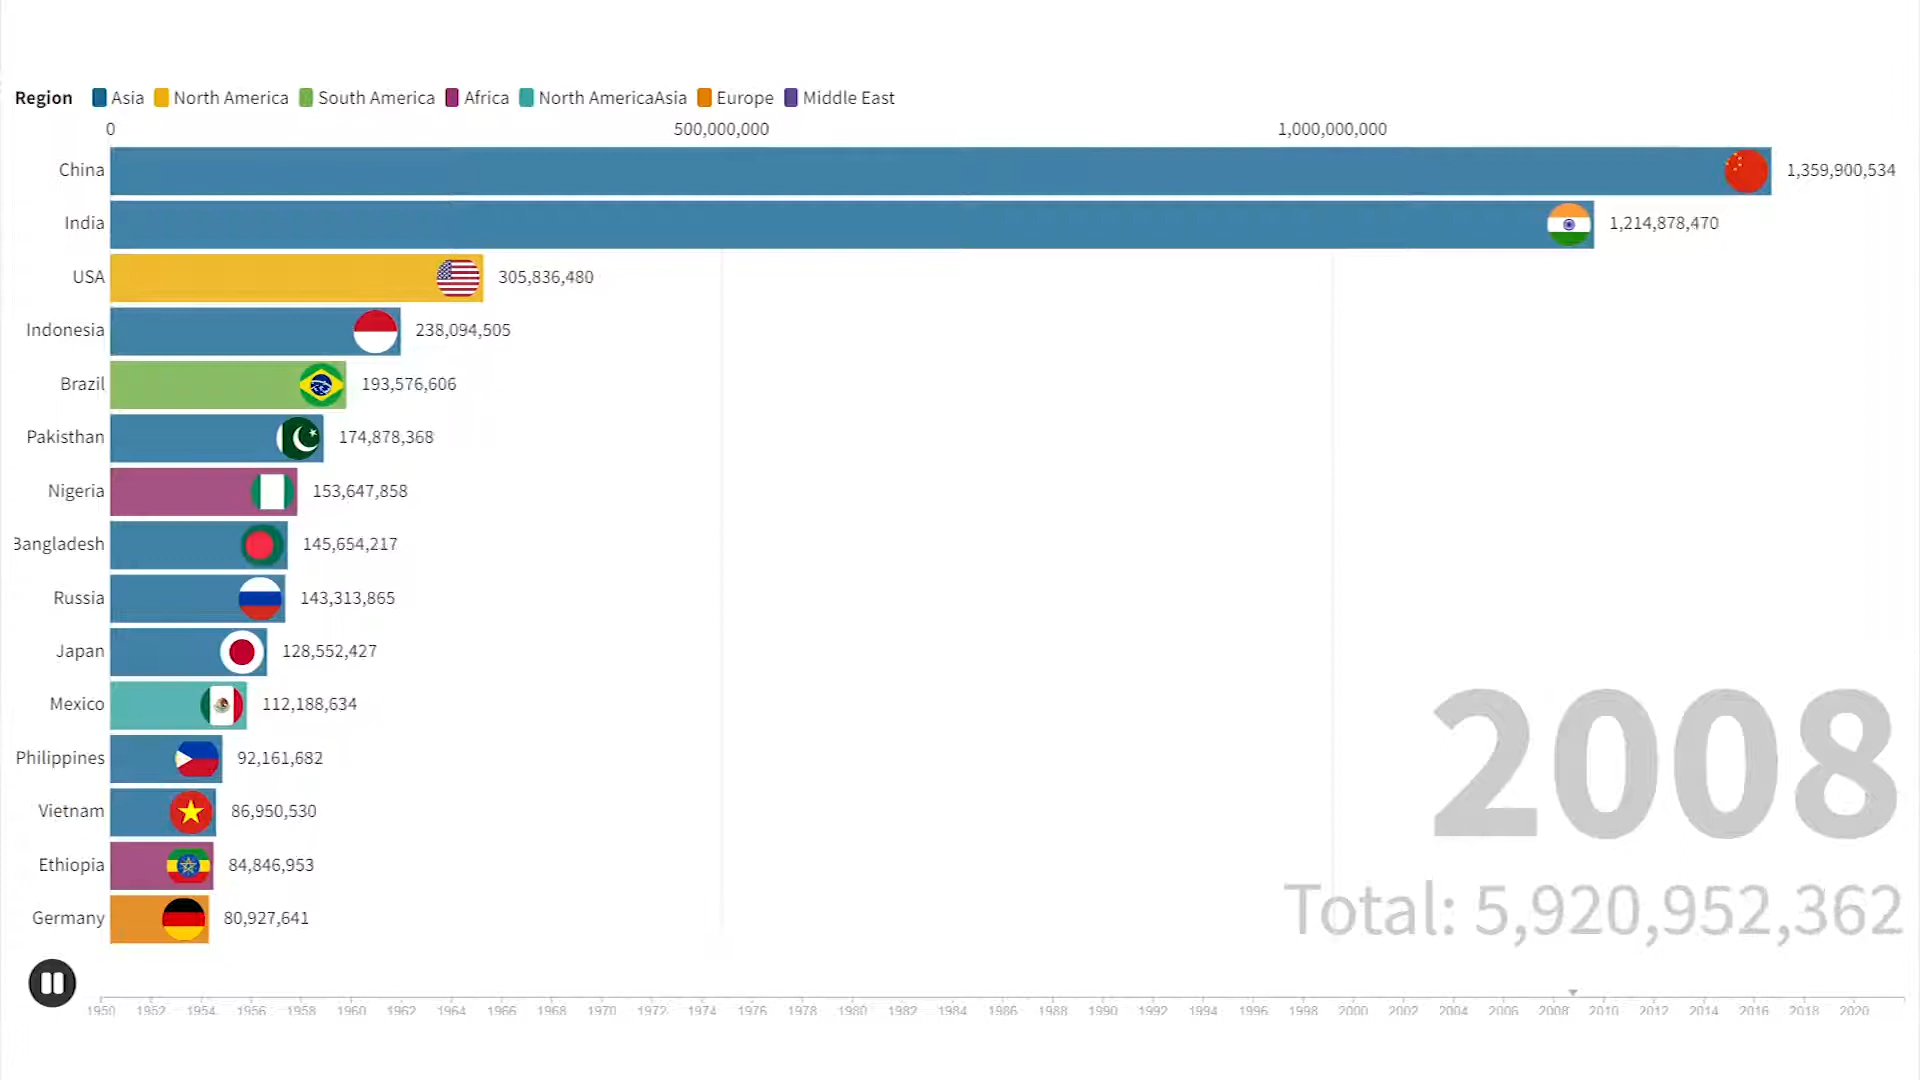 Region Asia North America South America Africa North AmericaAsia Europe Middle East
0 500,000,000 1,000,000,000
China 1,359,900,534
India 1,214,878,470
USA 305,836,480
Indonesia 238,094,505
Brazil 193,576,606
Pakisthan 174,878,368
Nigeria 153,647,858
Bangladesh 145,654,217
Russia 143,313,865
Japan 128,552,427
Mexico 112,188,634
Philippines 92,161,682
Vietnam 86,950,530
Ethiopia 84,846,953
Germany 80,927,641
2008
Total: 5,920,952,362
1950 1952 1954 1956 1958 1960 1962 1964 1966 1968 1970 1972 1974 1976 1978 1980 1982 1984 1986 1988 1990 1992 1994 1996 1998 2000 2002 2004 2006 2008 2010 2012 2014 2016 2018 2020